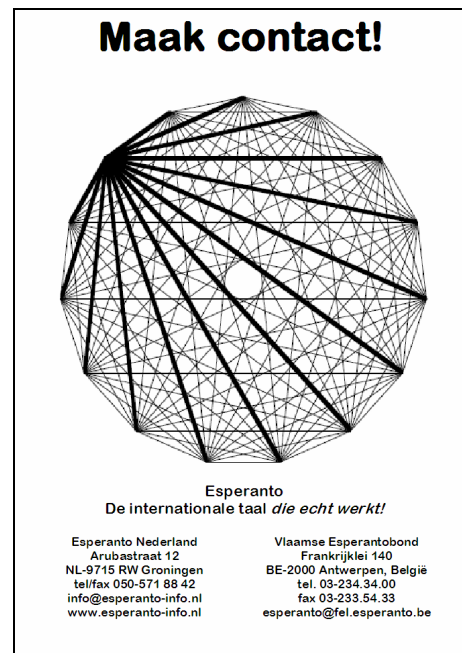 Maak contact!
Esperanto
De internationale taal die echt werkt!
Esperanto Nederland
Arubastraat 12
NL-9715 RW Groningen
tel/fax 050-571 88 42
info@esperanto-info.nl
www.esperanto-info.nl
Vlaamse Esperantobond
Frankrijklei 140
BE-2000 Antwerpen, België
tel. 03-234.34.00
fax 03-233.54.33
esperanto@fel.esperanto.be